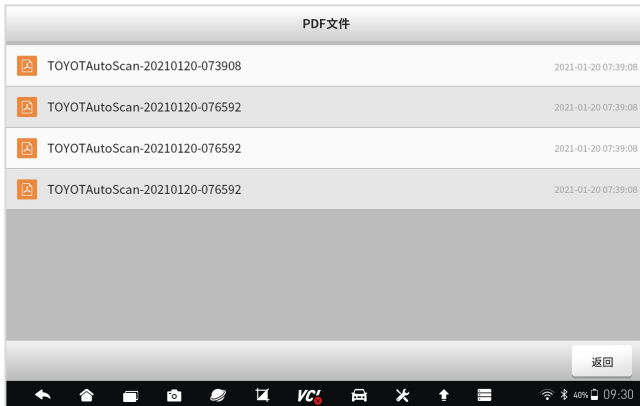 PDF文件
TOYOTAutoScan-20210120-073908 2021-01-20 07:39:08
TOYOTAutoScan-20210120-076592 2021-01-20 07:39:08
TOYOTAutoScan-20210120-076592 2021-01-20 07:39:08
TOYOTAutoScan-20210120-076592 2021-01-20 07:39:08
返回
VCI 40% 09:30